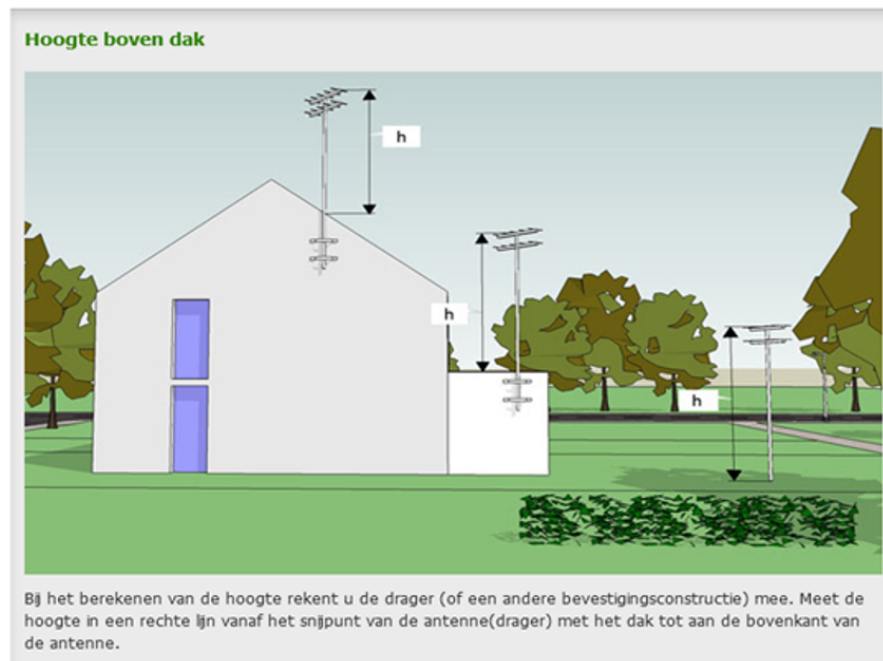 Hoogte boven dak
h
h
h
Bij het berekenen van de hoogte rekent u de drager (of een andere bevestigingsconstructie) mee. Meet de
hoogte in een rechte lijn vanaf het snijpunt van de antenne(drager) met het dak tot aan de bovenkant van
de antenne.